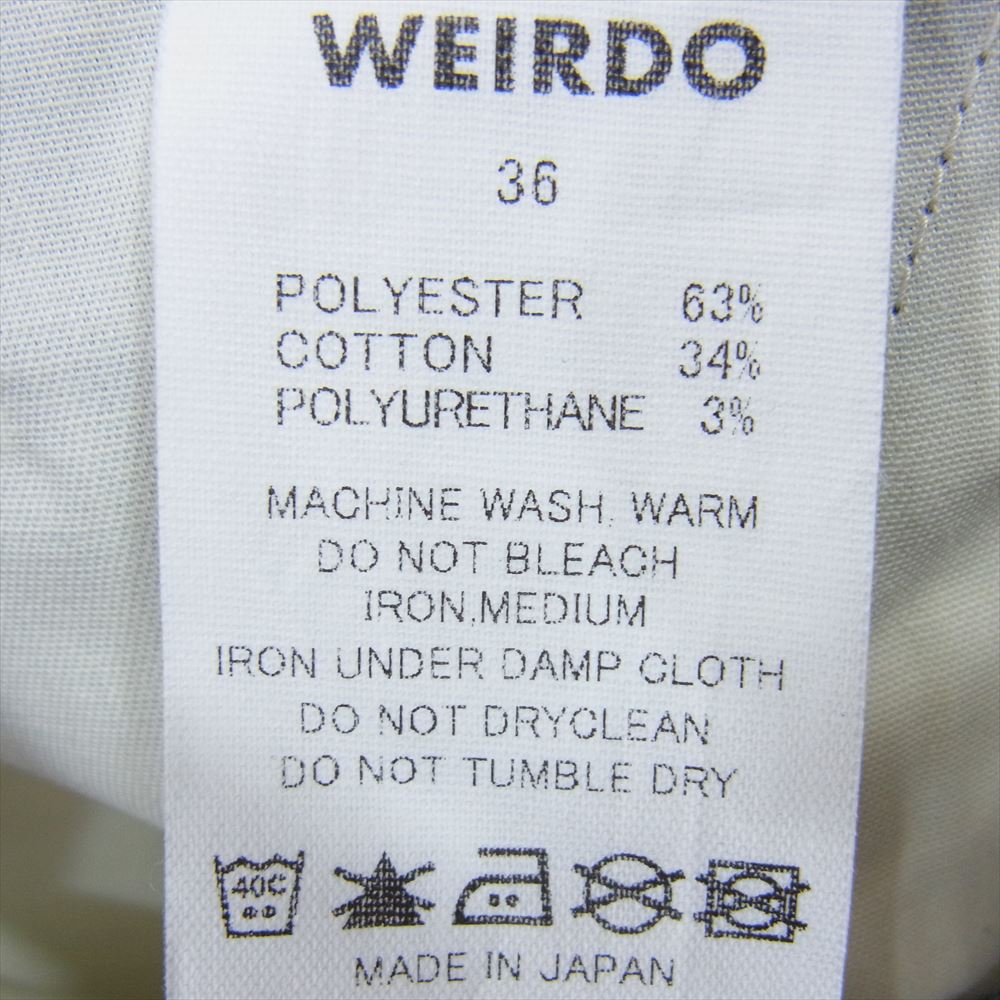 WEIRDO
36
POLYESTER 63%
COTTON 34%
POLYURETHANE 3%
MACHINE WASH, WARM
DO NOT BLEACH
IRON,MEDIUM
IRON UNDER DAMP CLOTH
DO NOT DRYCLEAN
DO NOT TUMBLE DRY
40C
MADE IN JAPAN